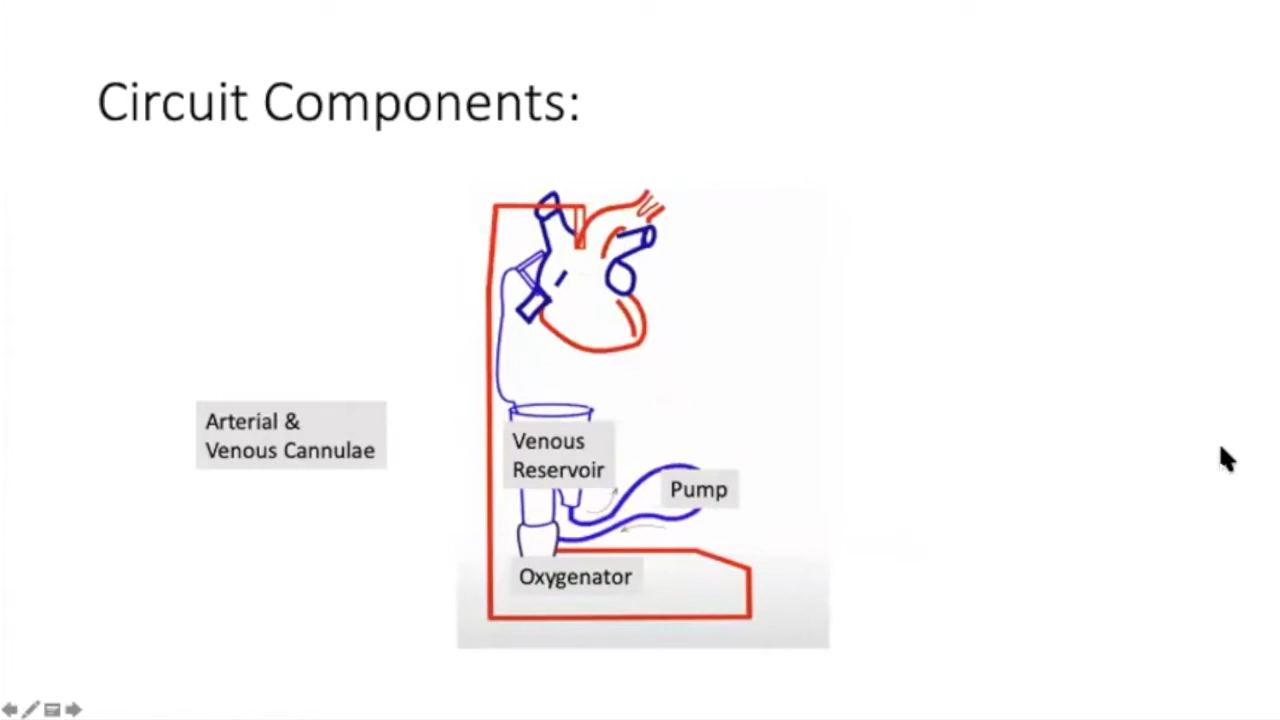 Circuit Components:
Arterial &
Venous Cannulae
Venous
Reservoir
Pump
Oxygenator